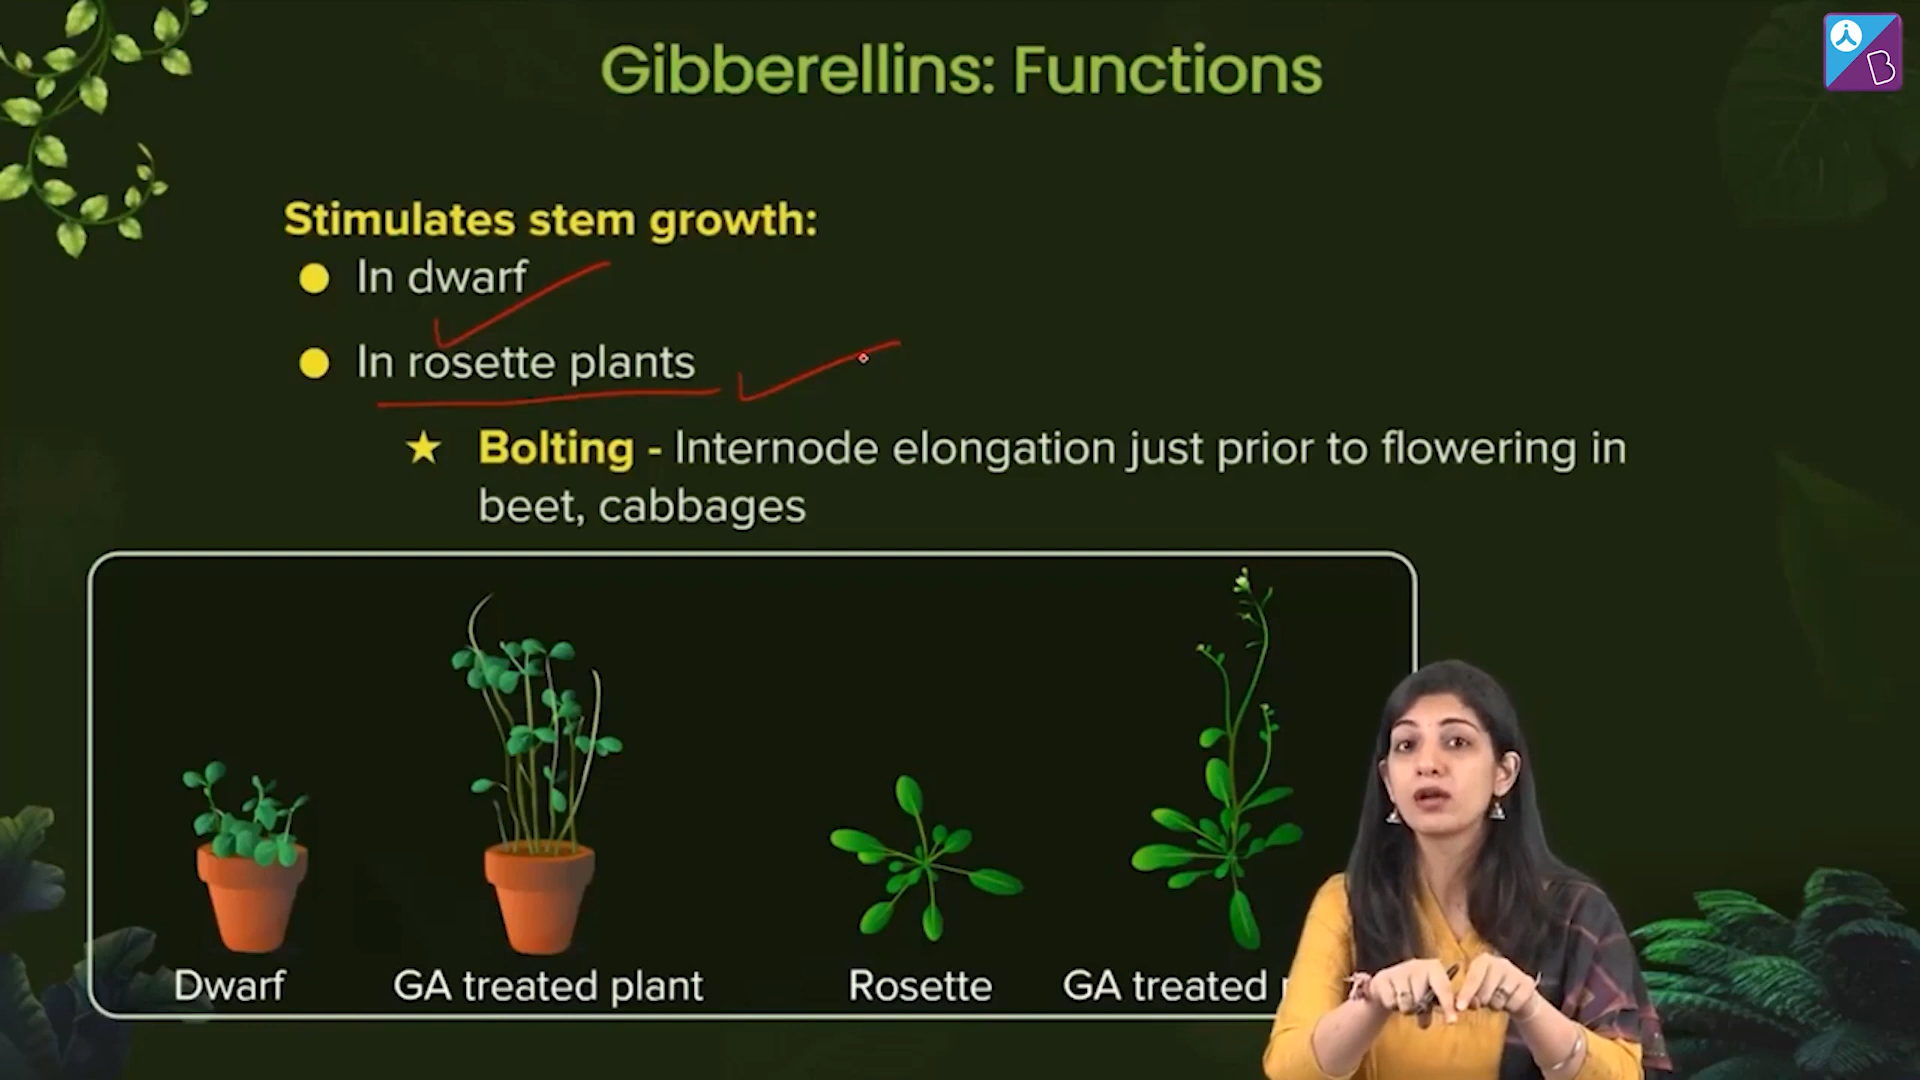 Gibberellins: Functions
Stimulates stem growth:
In dwarf
In rosette plants
Bolting - Internode elongation just prior to flowering in
beet, cabbages
Dwarf
GA treated plant
Rosette
GA treated
B